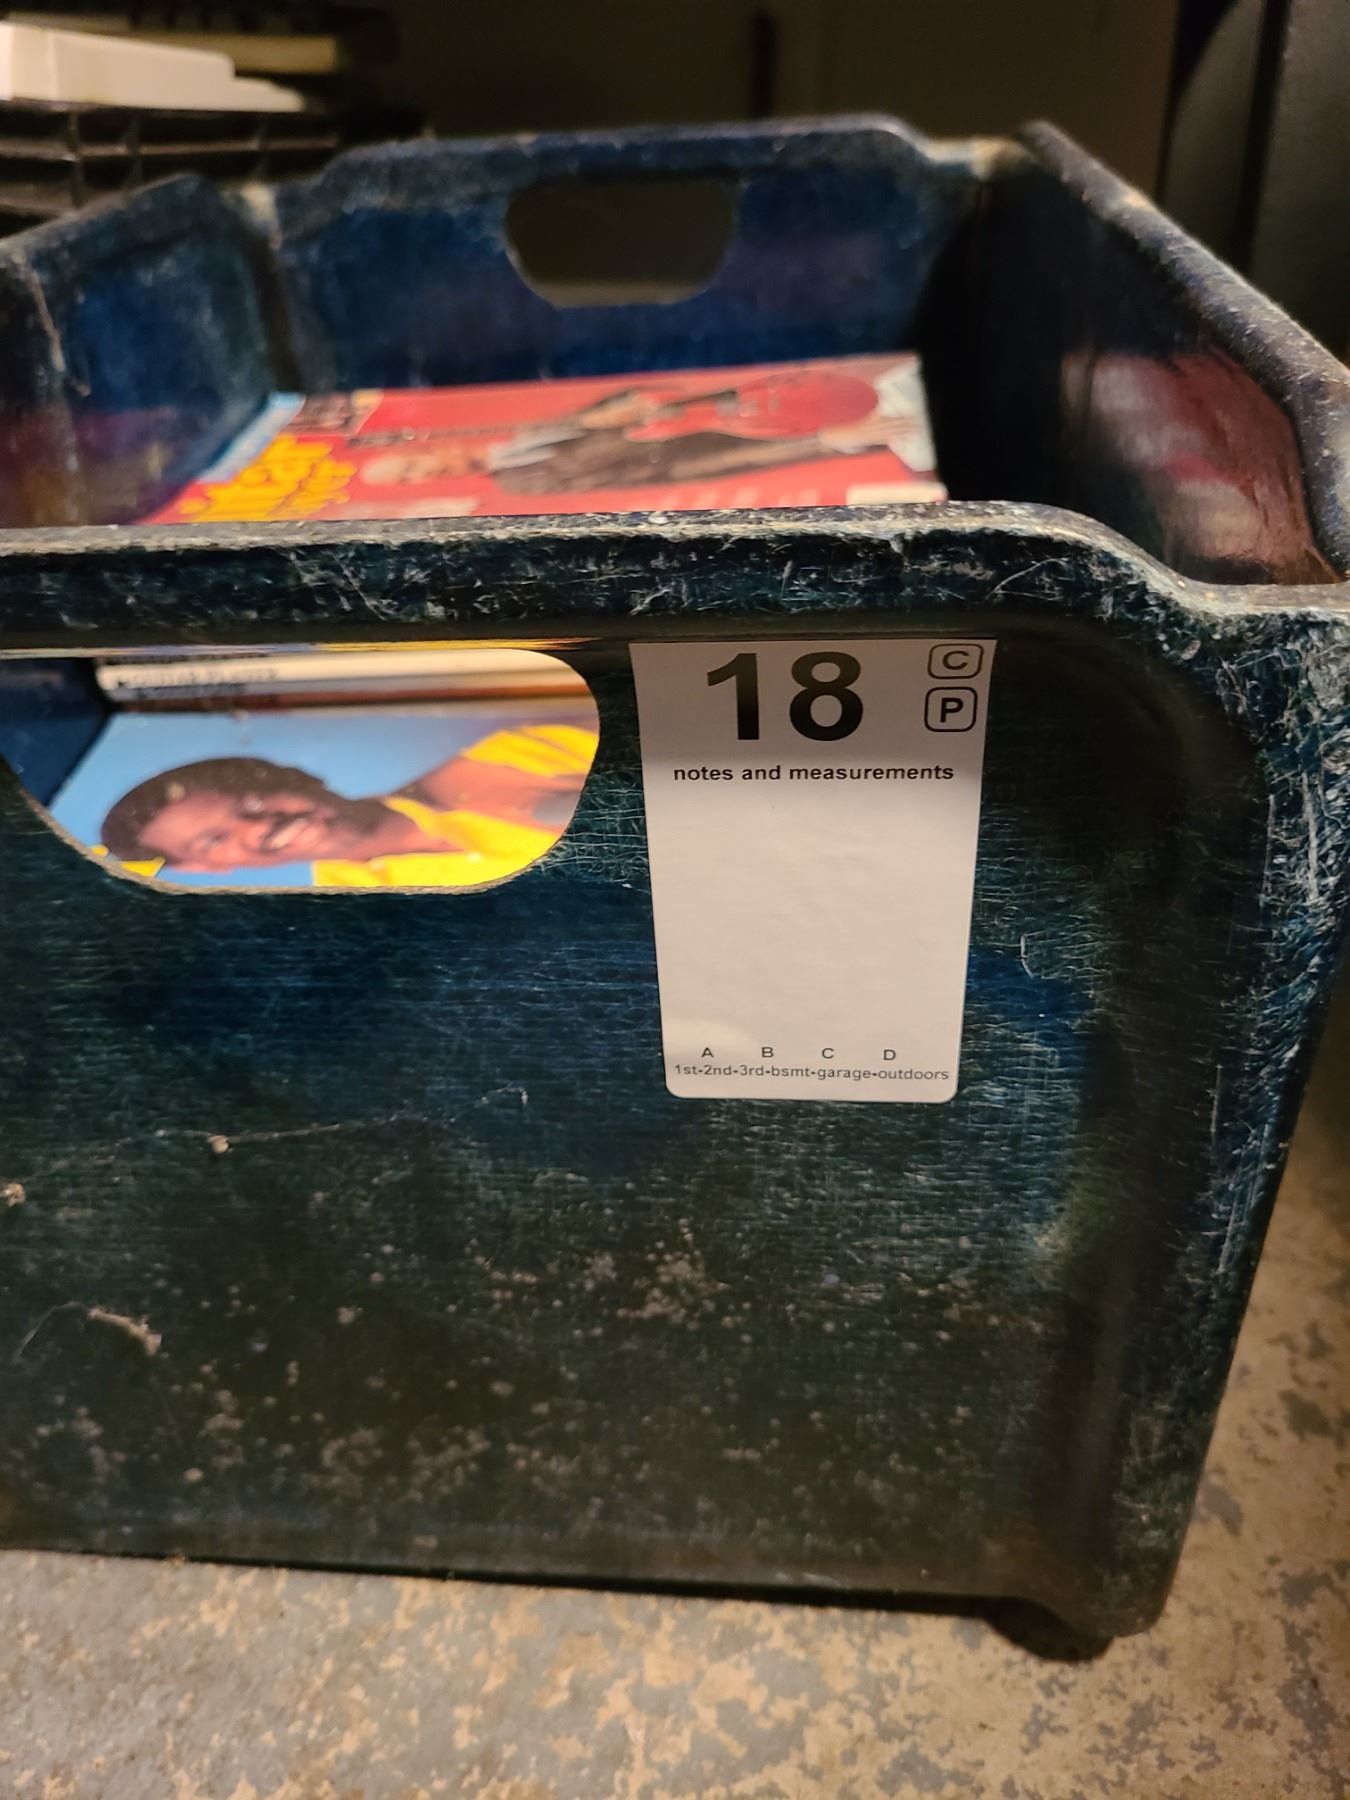 18
C
P
notes and measurements
A B C D
1st-2nd-3rd-bsmt-garage-outdoors